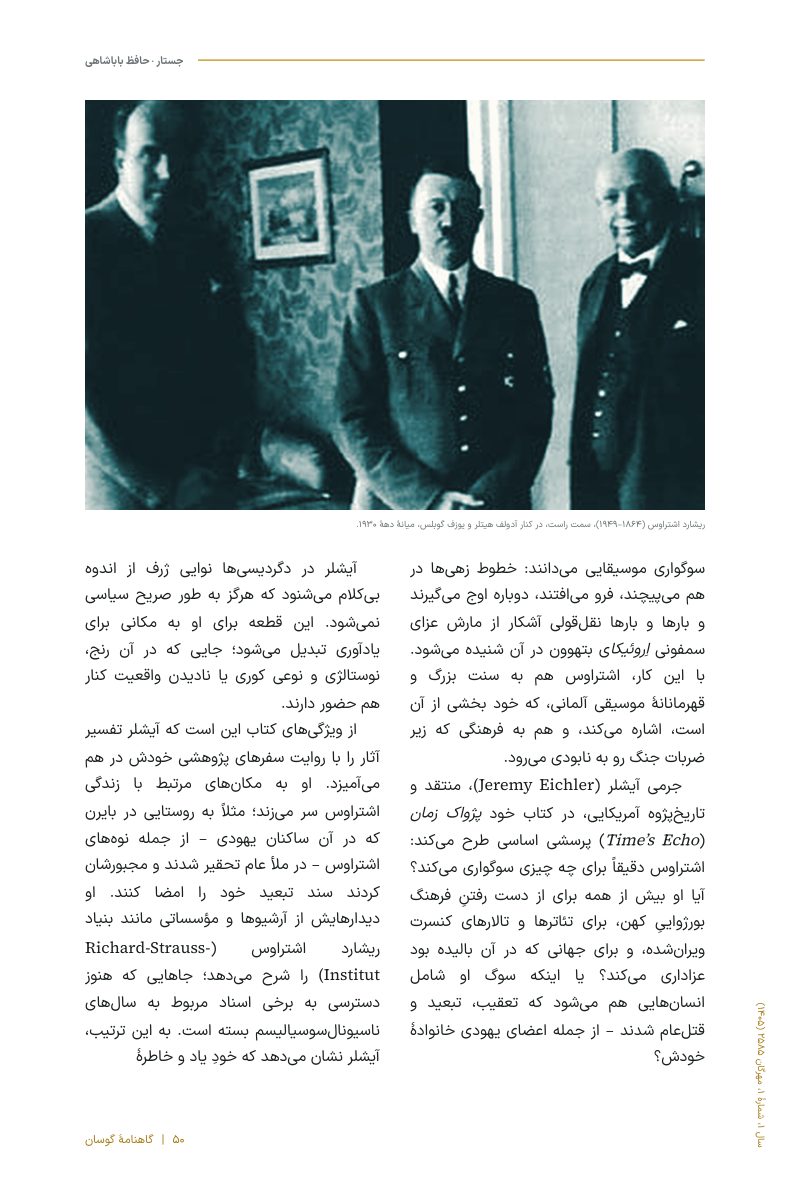 جستار · حافظ باباشاهی
ریشارد اشتراوس (۱۸۶۴-۱۹۴۹)، سمت راست، در کنار آدولف هیتلر و یوزف گوبلس، میانهٔ دههٔ ۱۹۳۰.
سوگواری موسیقایی می‌دانند: خطوط زهی‌ها در
هم می‌پیچند، فرو می‌افتند، دوباره اوج می‌گیرند
و بارها و بارها نقل‌قولی آشکار از مارش عزای
سمفونی اِروئیکای بتهوون در آن شنیده می‌شود.
با این کار، اشتراوس هم به سنت بزرگ و
قهرمانانهٔ موسیقی آلمانی، که خود بخشی از آن
است، اشاره می‌کند، و هم به فرهنگی که زیر
ضربات جنگ رو به نابودی می‌رود.
جرمی آیشلر (Jeremy Eichler)، منتقد و
تاریخ‌پژوه آمریکایی، در کتاب خود پژواک زمان
(Time’s Echo) پرسشی اساسی طرح می‌کند:
اشتراوس دقیقاً برای چه چیزی سوگواری می‌کند؟
آیا او بیش از همه برای از دست رفتنِ فرهنگ
بورژواییِ کهن، برای تئاترها و تالارهای کنسرت
ویران‌شده، و برای جهانی که در آن بالیده بود
عزاداری می‌کند؟ یا اینکه سوگ او شامل
انسان‌هایی هم می‌شود که تعقیب، تبعید و
قتل‌عام شدند – از جمله اعضای یهودی خانوادهٔ
خودش؟
آیشلر در دگردیسی‌ها نوایی ژرف از اندوه
بی‌کلام می‌شنود که هرگز به طور صریح سیاسی
نمی‌شود. این قطعه برای او به مکانی برای
یادآوری تبدیل می‌شود؛ جایی که در آن رنج،
نوستالژی و نوعی کوری یا نادیدن واقعیت کنار
هم حضور دارند.
از ویژگی‌های کتاب این است که آیشلر تفسیر
آثار را با روایت سفرهای پژوهشی خودش در هم
می‌آمیزد. او به مکان‌های مرتبط با زندگی
اشتراوس سر می‌زند؛ مثلاً به روستایی در بایرن
که در آن ساکنان یهودی – از جمله نوه‌های
اشتراوس – در ملأ عام تحقیر شدند و مجبورشان
کردند سند تبعید خود را امضا کنند. او
دیدارهایش از آرشیوها و مؤسساتی مانند بنیاد
ریشارد اشتراوس (Richard-Strauss-
Institut) را شرح می‌دهد؛ جاهایی که هنوز
دسترسی به برخی اسناد مربوط به سال‌های
ناسیونال‌سوسیالیسم بسته است. به این ترتیب،
آیشلر نشان می‌دهد که خودِ یاد و خاطرهٔ
سال ۱، شمارهٔ ۱، مهرگان ۲۵۸۵ (۱۴۰۵)
۵۰ | گاهنامهٔ گوسان